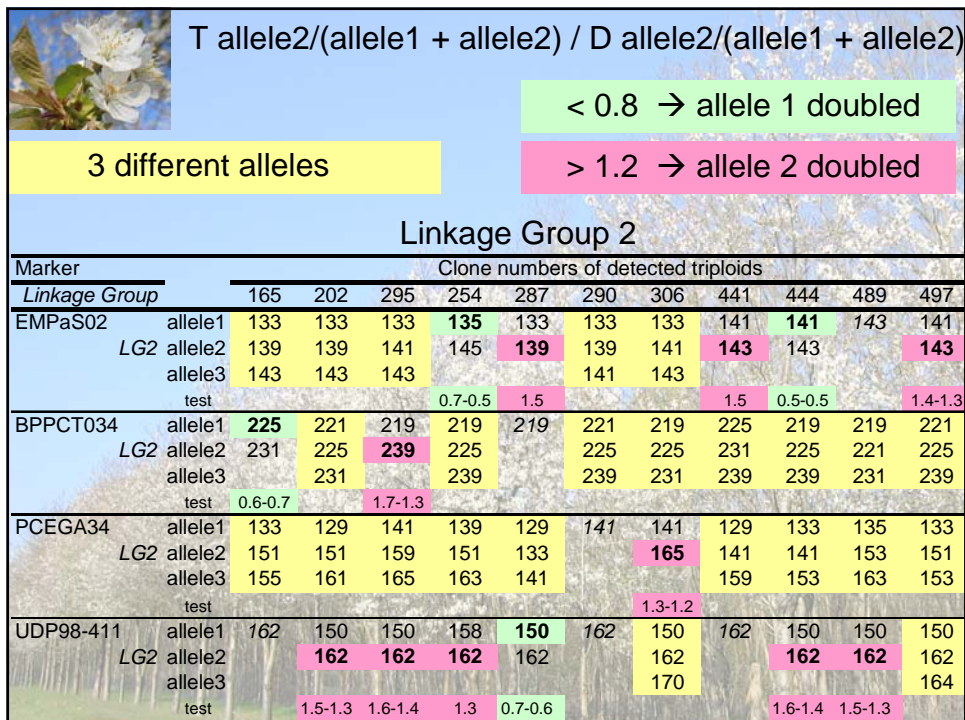 T allele2/(allele1 + allele2) / D allele2/(allele1 + allele2)
< 0.8 → allele 1 doubled
3 different alleles
> 1.2 → allele 2 doubled
Linkage Group 2
Marker Clone numbers of detected triploids
Linkage Group 165 202 295 254 287 290 306 441 444 489 497
EMPaS02 allele1 133 133 133 135 133 133 133 141 141 143 141
LG2 allele2 139 139 141 145 139 139 141 143 143 143
allele3 143 143 143 141 143
test 0.7-0.5 1.5 1.5 0.5-0.5 1.4-1.3
BPPCT034 allele1 225 221 219 219 219 221 219 225 219 219 221
LG2 allele2 231 225 239 225 225 225 231 225 221 225
allele3 231 239 239 231 239 239 231 239
test 0.6-0.7 1.7-1.3
PCEGA34 allele1 133 129 141 139 129 141 141 129 133 135 133
LG2 allele2 151 151 159 151 133 165 141 141 153 151
allele3 155 161 165 163 141 159 153 163 153
test 1.3-1.2
UDP98-411 allele1 162 150 150 158 150 162 150 162 150 150 150
LG2 allele2 162 162 162 162 162 162 162 162
allele3 170 164
test 1.5-1.3 1.6-1.4 1.3 0.7-0.6 1.6-1.4 1.5-1.3